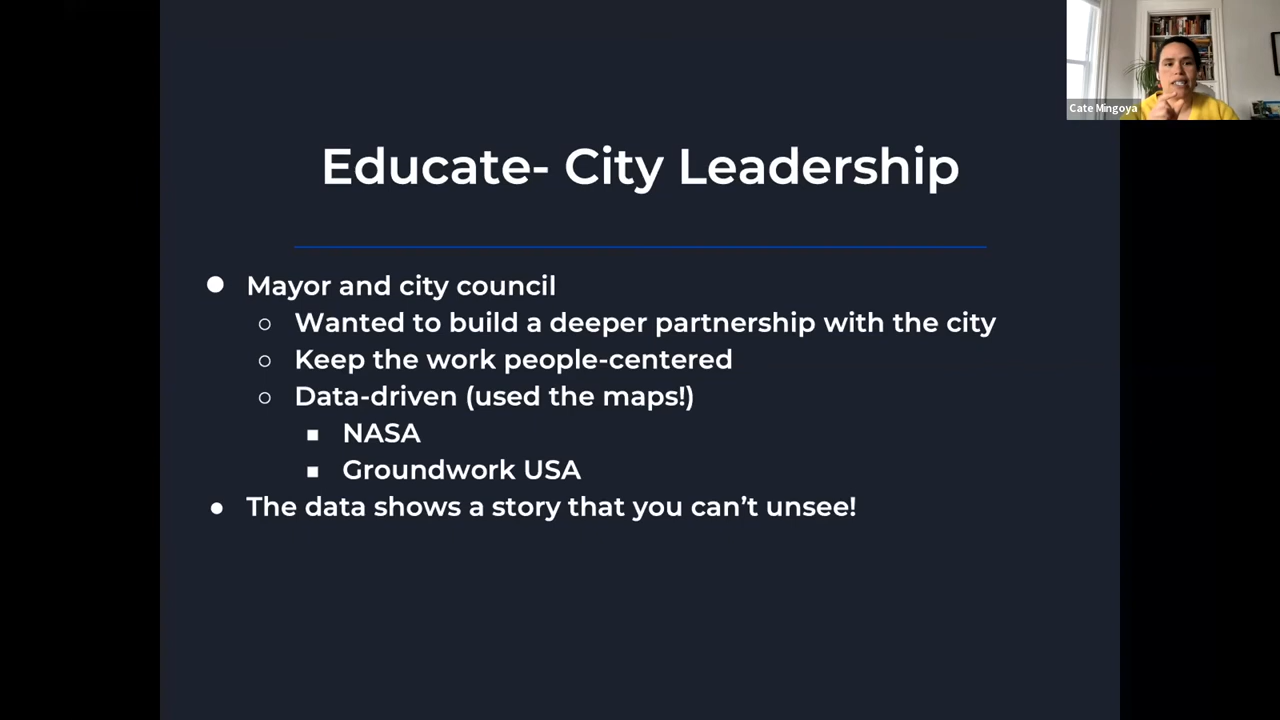 Cate Mingoya
Educate- City Leadership
● Mayor and city council
○ Wanted to build a deeper partnership with the city
○ Keep the work people-centered
○ Data-driven (used the maps!)
■ NASA
■ Groundwork USA
● The data shows a story that you can’t unsee!